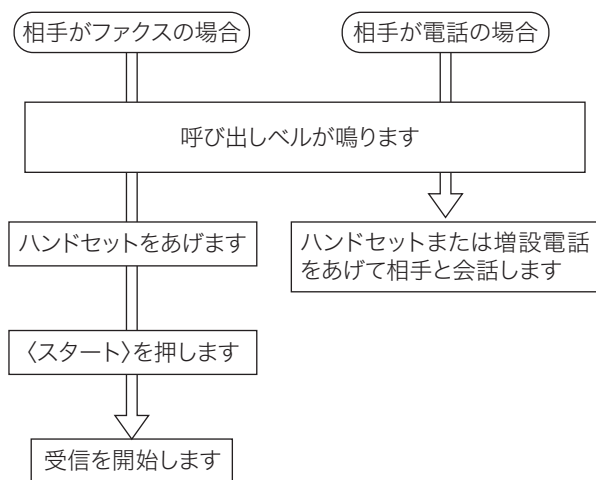 相手がファクスの場合
相手が電話の場合
呼び出しベルが鳴ります
ハンドセットをあげます
ハンドセットまたは増設電話
をあげて相手と会話します
〈スタート〉を押します
受信を開始します